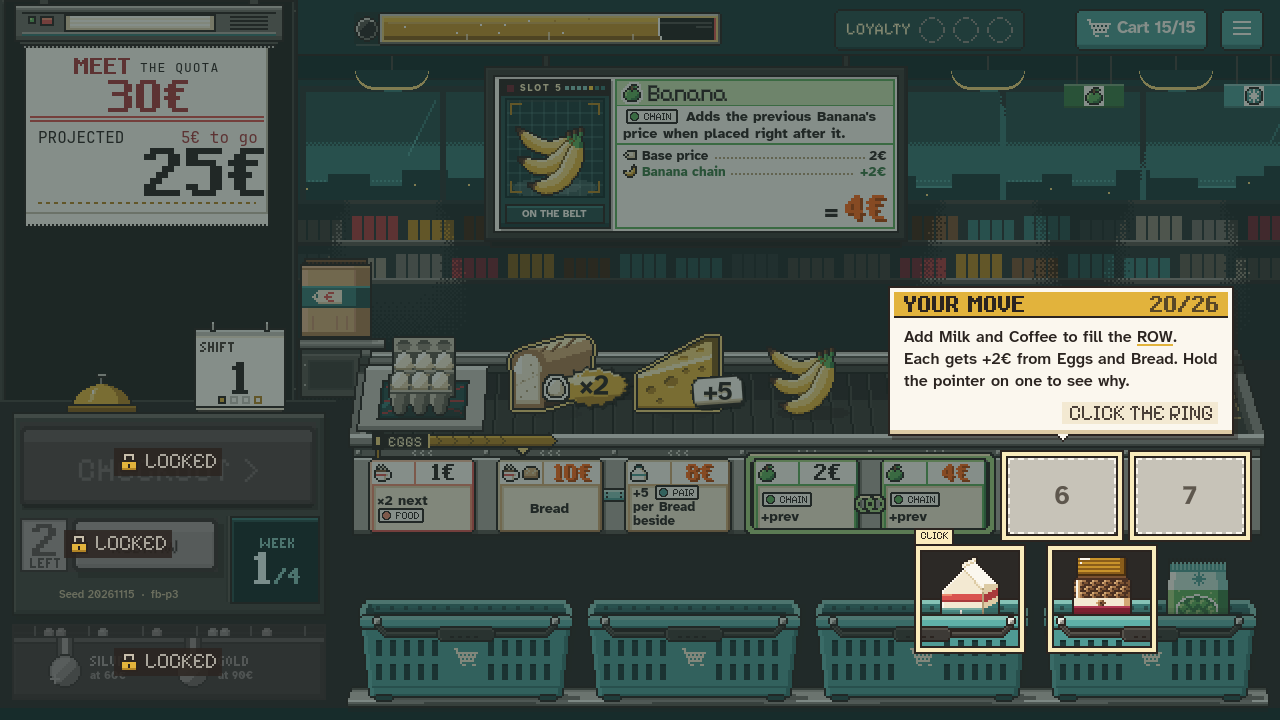 MEET THE QUOTA
30€
PROJECTED
5€ to go
25€
LOYALTY
Cart 15/15
SLOT 5
ON THE BELT
Banana
CHAIN Adds the previous Banana's
price when placed right after it.
Base price 2€
Banana chain +2€
= 4€
YOUR MOVE 20/26
Add Milk and Coffee to fill the ROW.
Each gets +2€ from Eggs and Bread. Hold
the pointer on one to see why.
CLICK THE RING
€
SHIFT
1
×2
+5
EGGS
1€
×2 next
FOOD
10€
Bread
8€
+5 PAIR
per Bread
beside
2€
CHAIN
+prev
4€
CHAIN
+prev
6
7
CLICK
LOCKED
2
LEFT
LOCKED
WEEK
1/4
Seed 20261115 · fb-p3
LOCKED
at 90€